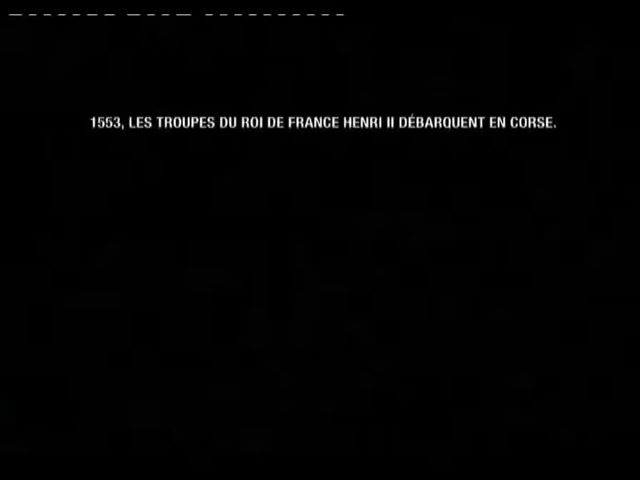 1553, LES TROUPES DU ROI DE FRANCE HENRI II DÉBARQUENT EN CORSE.